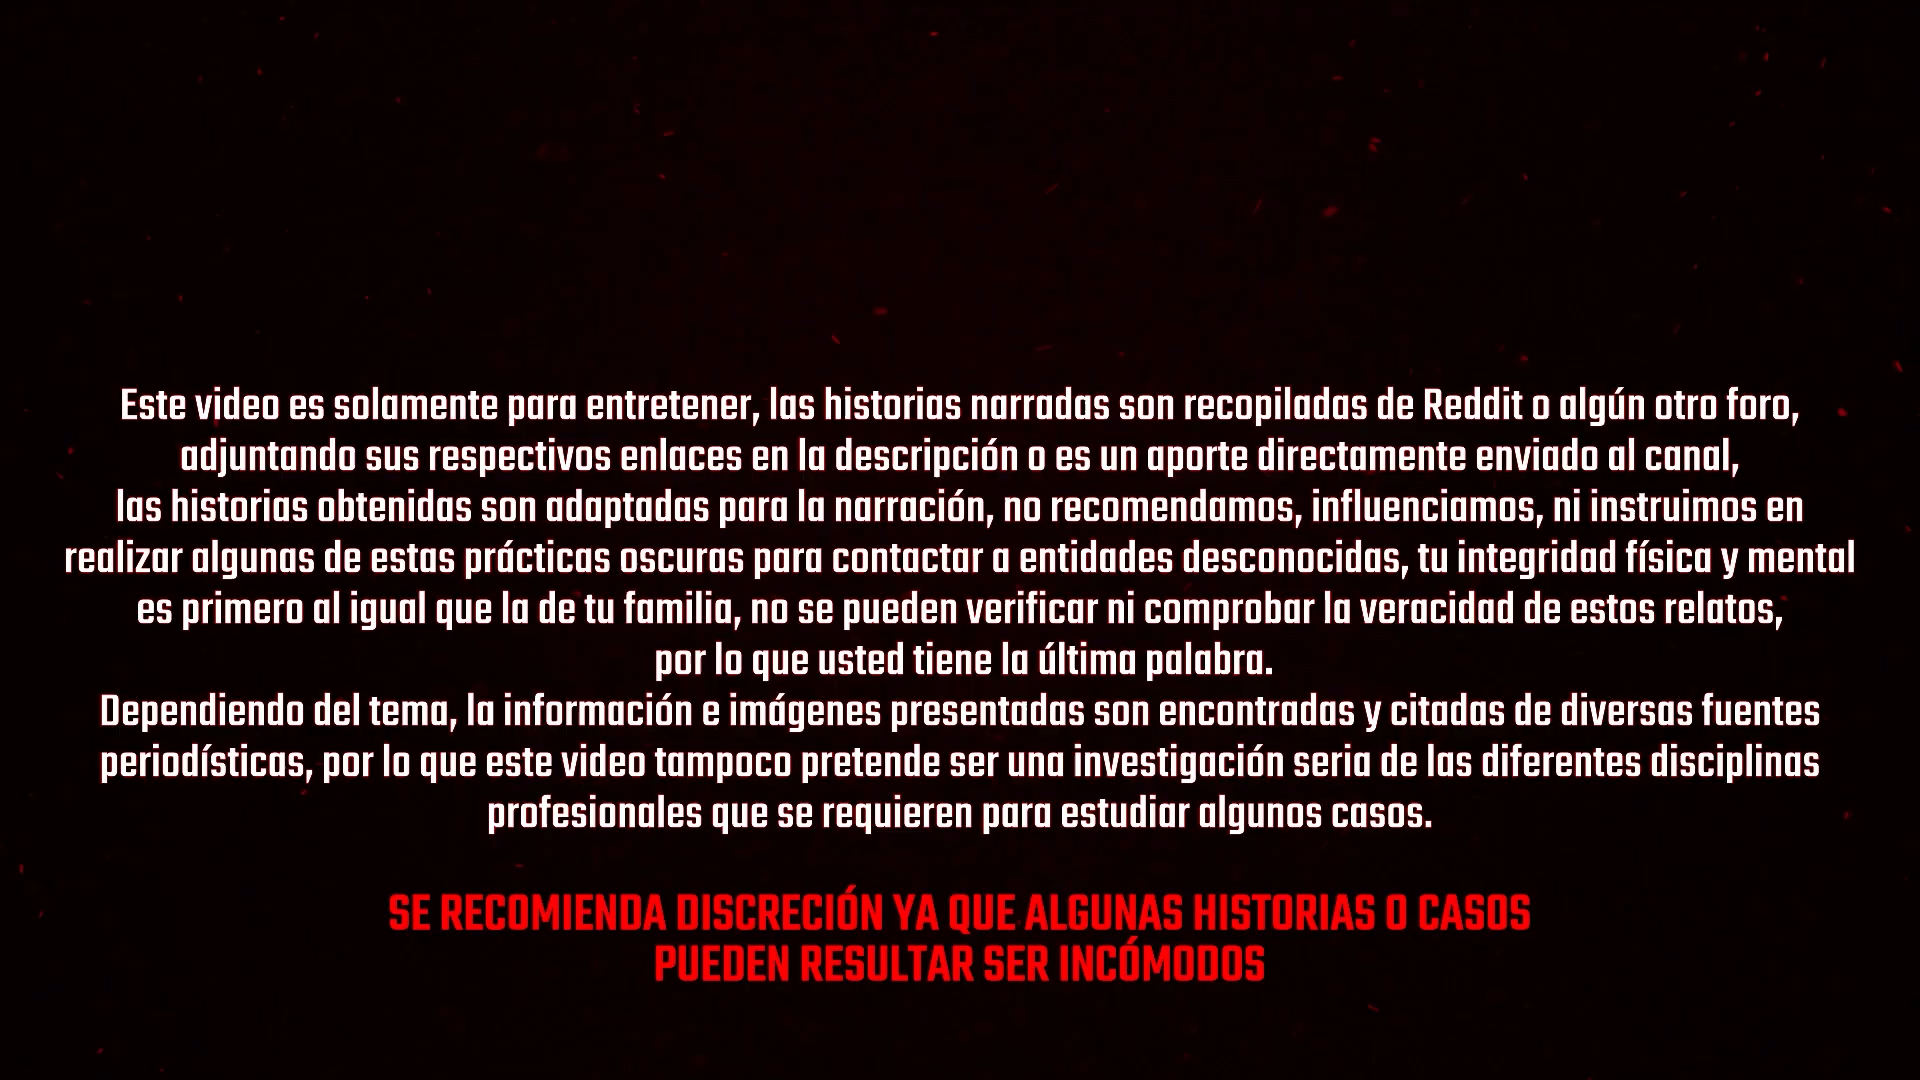 Este video es solamente para entretener, las historias narradas son recopiladas de Reddit o algún otro foro,
adjuntando sus respectivos enlaces en la descripción o es un aporte directamente enviado al canal,
las historias obtenidas son adaptadas para la narración, no recomendamos, influenciamos, ni instruimos en
realizar algunas de estas prácticas oscuras para contactar a entidades desconocidas, tu integridad física y mental
es primero al igual que la de tu familia, no se pueden verificar ni comprobar la veracidad de estos relatos,
por lo que usted tiene la última palabra.
Dependiendo del tema, la información e imágenes presentadas son encontradas y citadas de diversas fuentes
periodísticas, por lo que este video tampoco pretende ser una investigación seria de las diferentes disciplinas
profesionales que se requieren para estudiar algunos casos.
SE RECOMIENDA DISCRECIÓN YA QUE ALGUNAS HISTORIAS O CASOS
PUEDEN RESULTAR SER INCÓMODOS